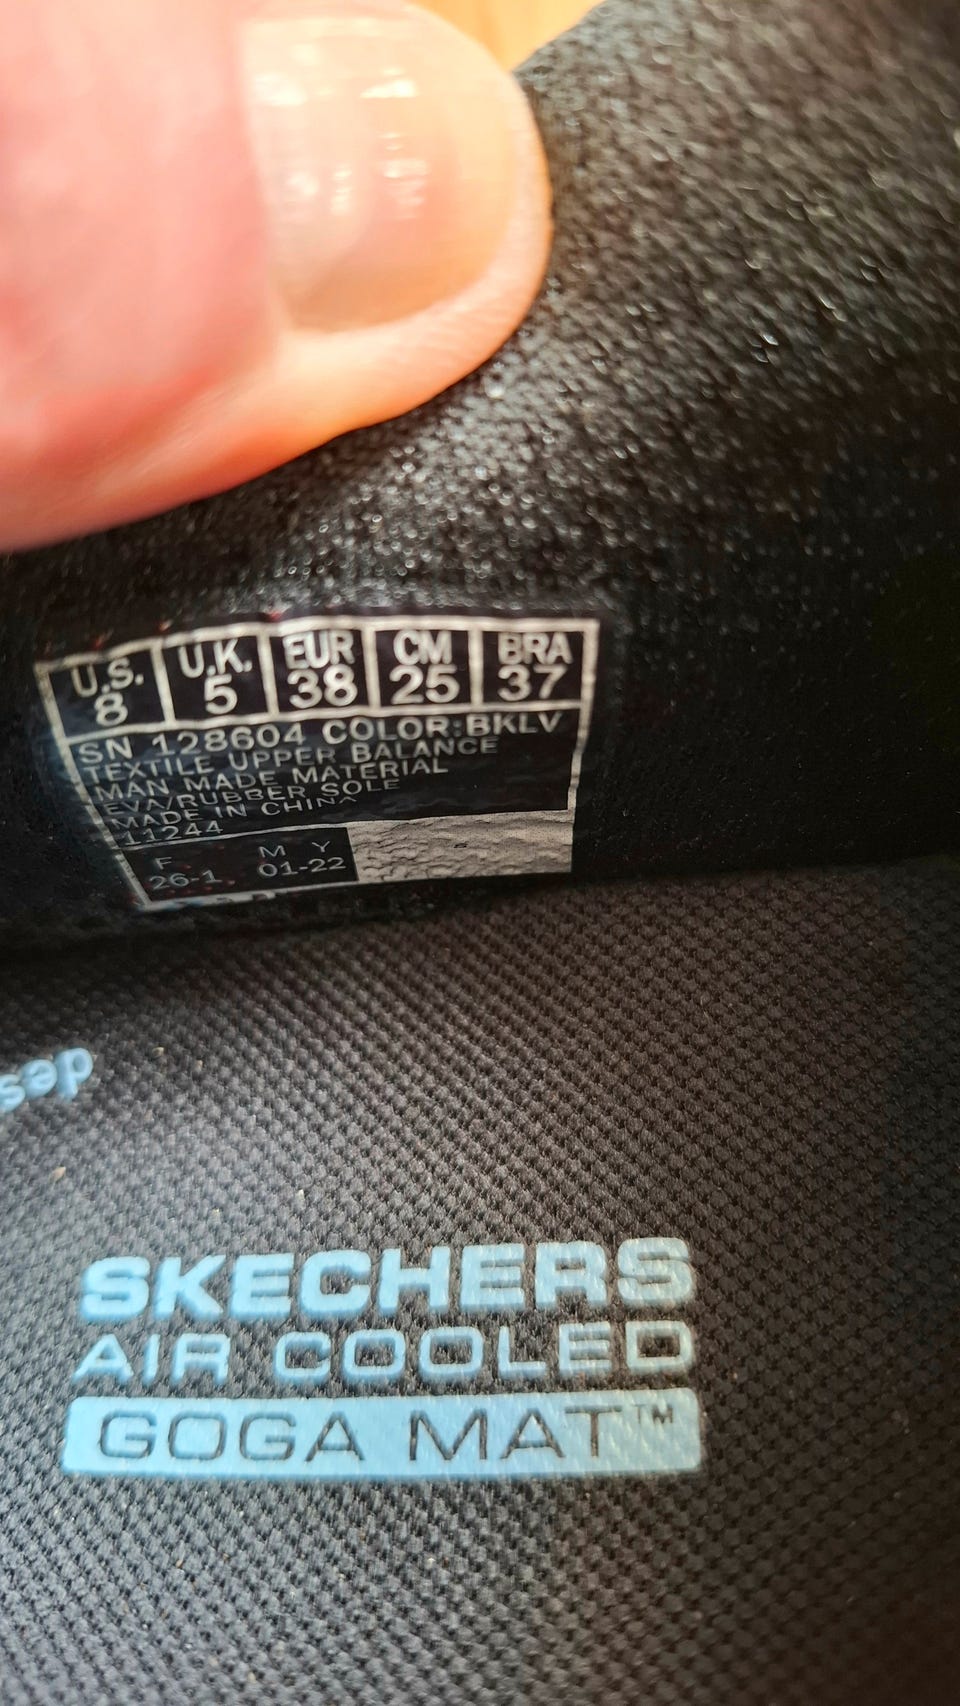 U.S. U.K. EUR CM BRA
8 5 38 25 37
SN 128604 COLOR:BKLV
TEXTILE UPPER BALANCE
MAN MADE MATERIAL
EVA/RUBBER SOLE
MADE IN CHINA
11244
F M Y
26-1 01-22
des
SKECHERS
AIR COOLED
GOGA MAT™